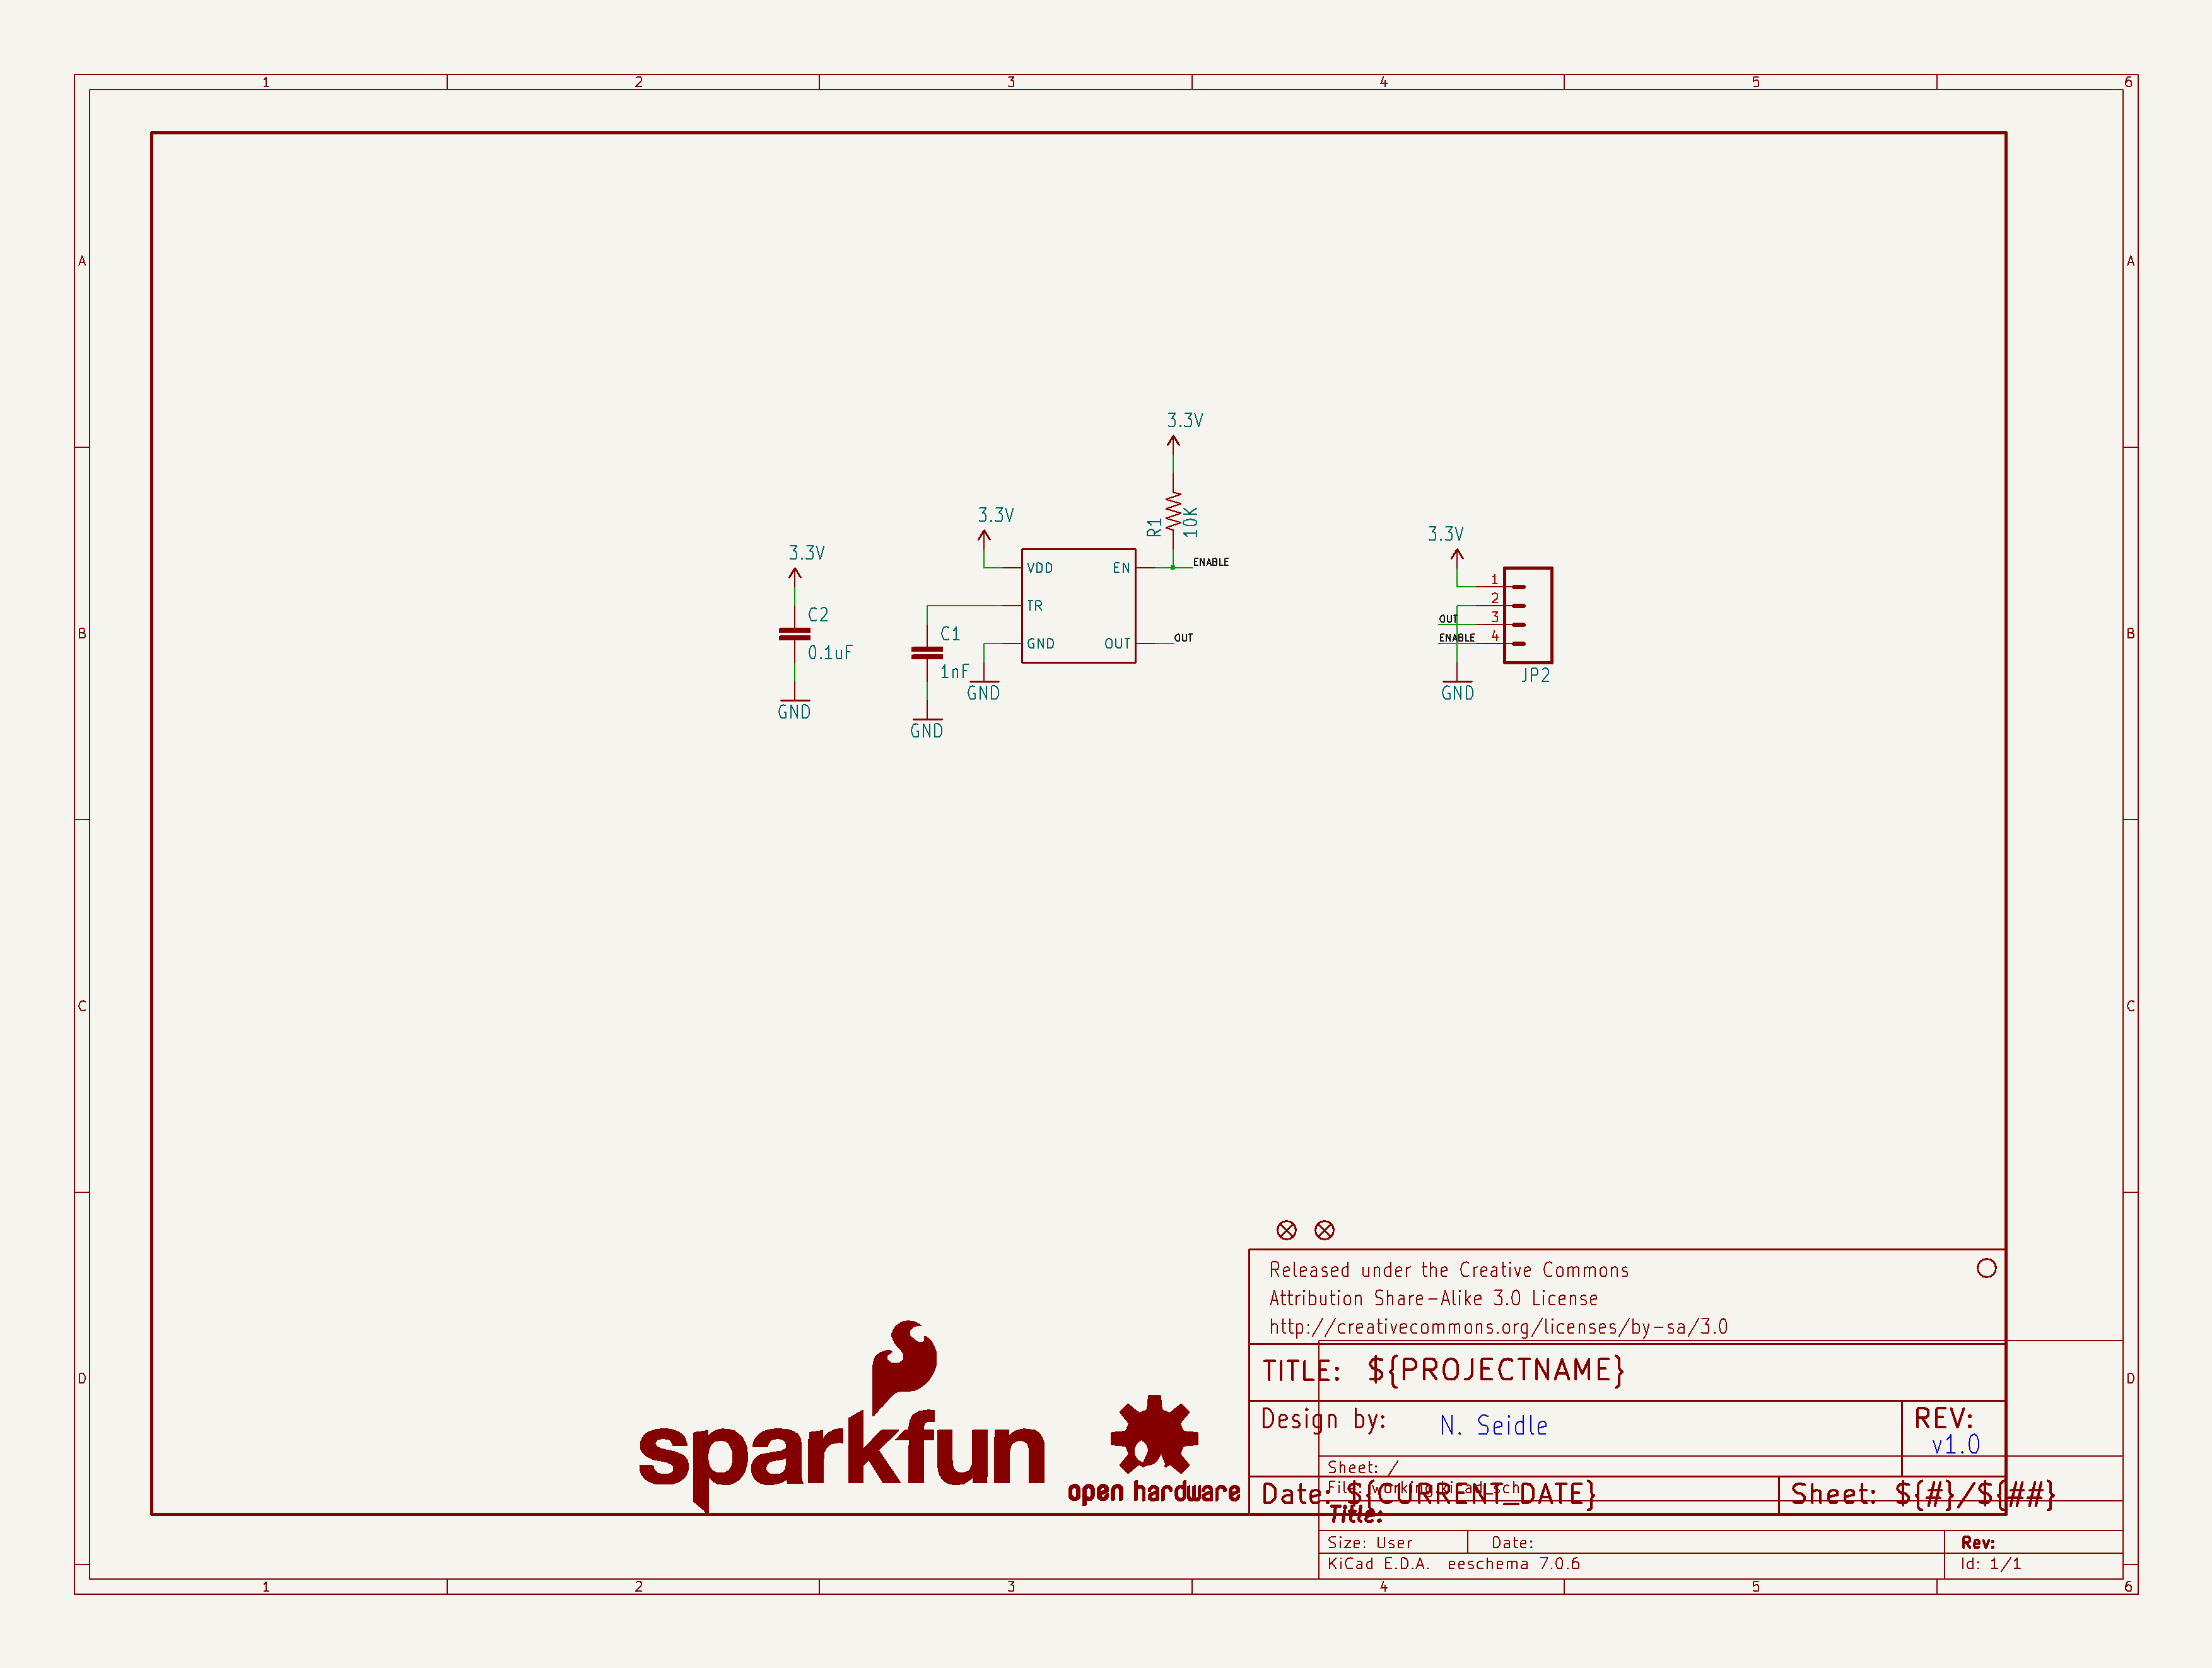 1 2 3 4 5 6
A A
3.3V
3.3V
R1 10K
3.3V
3.3V
VDD EN ENABLE
C2
0.1uF
TR
C1
1nF
GND OUT OUT
GND
GND
GND
1
2
OUT 3
ENABLE 4
JP2
GND
B B
C C
D D
Released under the Creative Commons
Attribution Share-Alike 3.0 License
http://creativecommons.org/licenses/by-sa/3.0
TITLE: ${PROJECTNAME}
Design by: N. Seidle
REV:
v1.0
sparkfun
open hardware
Sheet: /
File: working.kicad_sch
Date: ${CURRENT_DATE}
Sheet: ${#}/${##}
Title:
Size: User Date: Rev:
KiCad E.D.A. eeschema 7.0.6 Id: 1/1
1 2 3 4 5 6